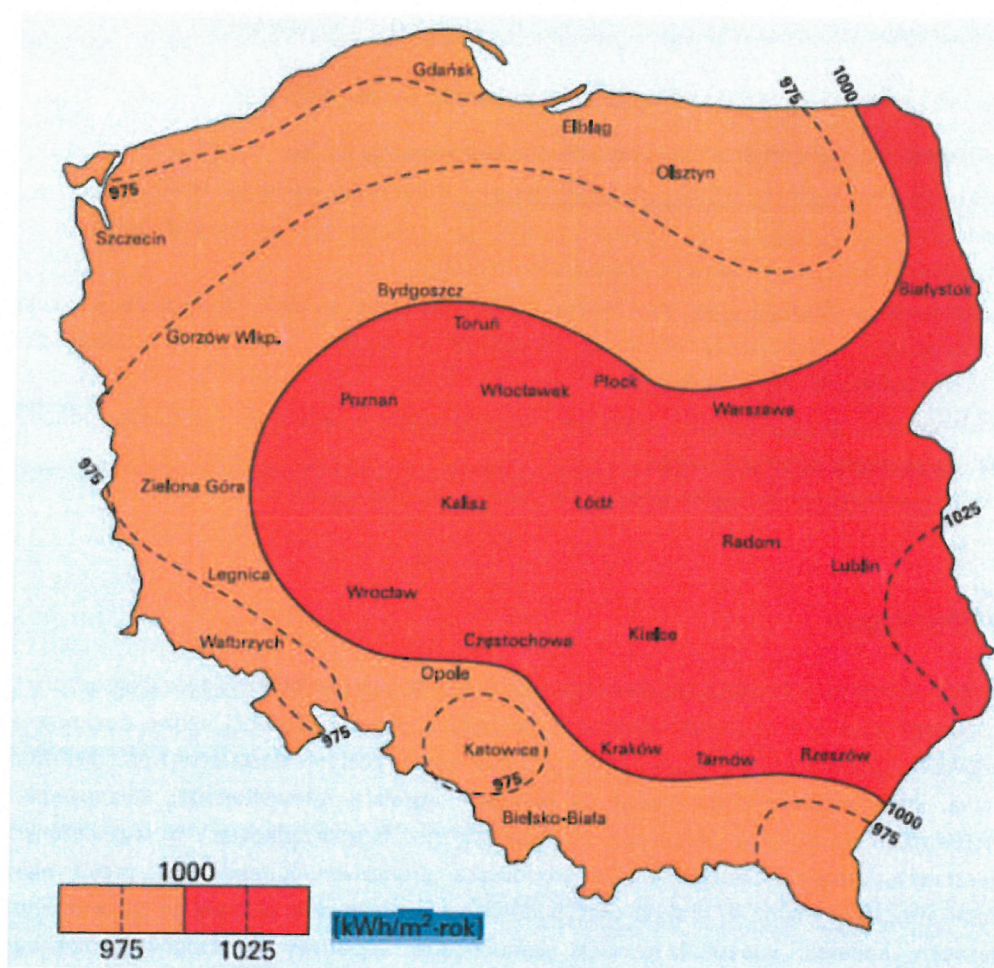 Gdańsk
975
1000
Elbląg
Olsztyn
975
Szczecin
Białystok
Bydgoszcz
Toruń
Gorzów Wlkp.
Płock
Włocławek
Poznań
Warszawa
975
Zielona Góra
Kalisz
Łódź
1025
Radom
Lublin
Legnica
Wrocław
Kielce
Częstochowa
Wałbrzych
Opole
975
Katowice
Kraków
Tarnów
Rzeszów
975
Bielsko-Biała
1000
975
1000
975
1025
[kWh/m²·rok]